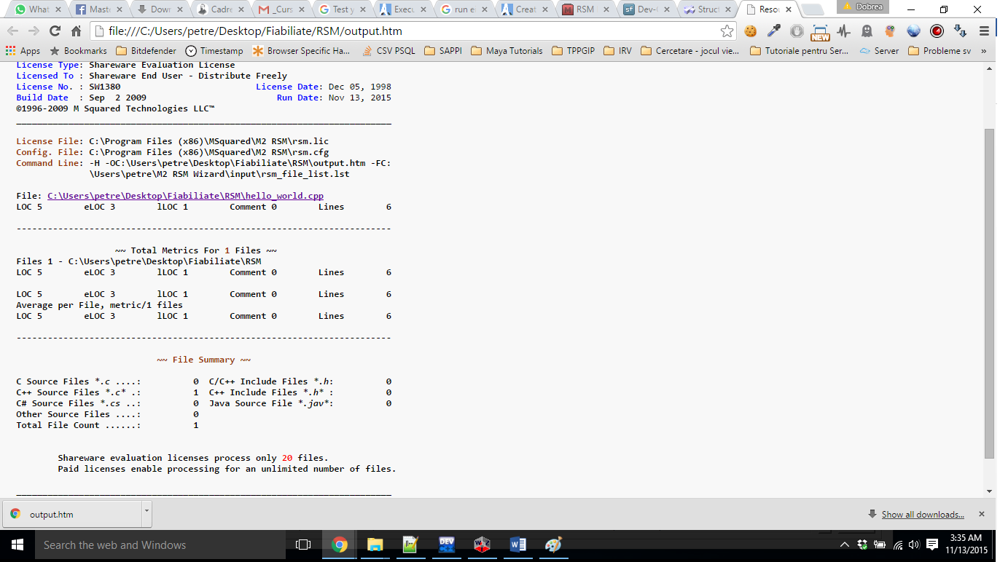 What
Maste
Down
Cadre
_Curs
Test y
Execu
run e
Creat
RSM
Dev-C
Struct
Resou
Dobrea
file:///C:/Users/petre/Desktop/Fiabiliate/RSM/output.htm
NEW
Apps Bookmarks Bitdefender Timestamp Browser Specific Ha... CSV PSQL SAPPI Maya Tutorials TPPGIP IRV Cercetare - jocul vie... Tutoriale pentru Ser... Server Probleme sv »
License Type: Shareware Evaluation License
Licensed To : Shareware End User - Distribute Freely
License No. : SW1380 License Date: Dec 05, 1998
Build Date : Sep 2 2009 Run Date: Nov 13, 2015
©1996-2009 M Squared Technologies LLC™
License File: C:\Program Files (x86)\MSquared\M2 RSM\rsm.lic
Config. File: C:\Program Files (x86)\MSquared\M2 RSM\rsm.cfg
Command Line: -H -OC:\Users\petre\Desktop\Fiabiliate\RSM\output.htm -FC:
\Users\petre\M2 RSM Wizard\input\rsm_file_list.lst
File: C:\Users\petre\Desktop\Fiabiliate\RSM\hello_world.cpp
LOC 5 eLOC 3 lLOC 1 Comment 0 Lines 6
------------------------------------------------------------------------
~~ Total Metrics For 1 Files ~~
Files 1 - C:\Users\petre\Desktop\Fiabiliate\RSM
LOC 5 eLOC 3 lLOC 1 Comment 0 Lines 6
LOC 5 eLOC 3 lLOC 1 Comment 0 Lines 6
Average per File, metric/1 files
LOC 5 eLOC 3 lLOC 1 Comment 0 Lines 6
------------------------------------------------------------------------
~~ File Summary ~~
C Source Files *.c ....: 0 C/C++ Include Files *.h: 0
C++ Source Files *.c* .: 1 C++ Include Files *.h* : 0
C# Source Files *.cs ..: 0 Java Source File *.jav*: 0
Other Source Files ....: 0
Total File Count ......: 1
Shareware evaluation licenses process only 20 files.
Paid licenses enable processing for an unlimited number of files.
output.htm
Show all downloads...
Search the web and Windows
DEV
3:35 AM
11/13/2015